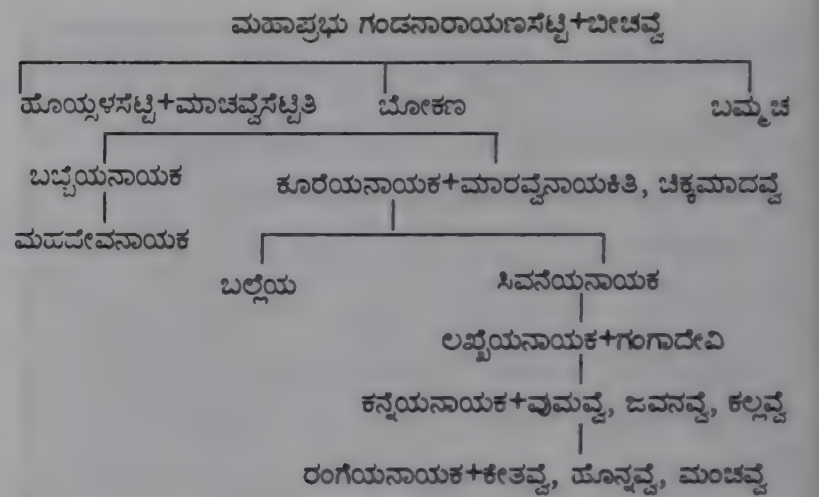 ಮಹಾಪ್ರಭು ಗಂಡನಾರಾಯಣಸೆಟ್ಟಿ+ಬೀಚವ್ವೆ
ಹೊಯ್ಸಳಸೆಟ್ಟಿ+ಮಾಚವ್ವೆಸೆಟ್ಟಿತಿ ಬೋಕಣ ಬಮ್ಮಚ
ಬಬ್ಬೆಯನಾಯಕ ಕೂರೆಯನಾಯಕ+ಮಾರವ್ವೆನಾಯಕಿತಿ, ಚಿಕ್ಕಮಾದವ್ವೆ
ಮಹದೇವನಾಯಕ
ಬಲ್ಲೆಯ ಸಿವನೆಯನಾಯಕ
ಲಖ್ಖೆಯನಾಯಕ+ಗಂಗಾದೇವಿ
ಕನ್ನೆಯನಾಯಕ+ವುಮವ್ವೆ, ಜವನವ್ವೆ, ಕಲ್ಲವ್ವೆ
ರಂಗೆಯನಾಯಕ+ಕೇತವ್ವೆ, ಹೊನ್ನವ್ವೆ, ಮಂಚವ್ವೆ